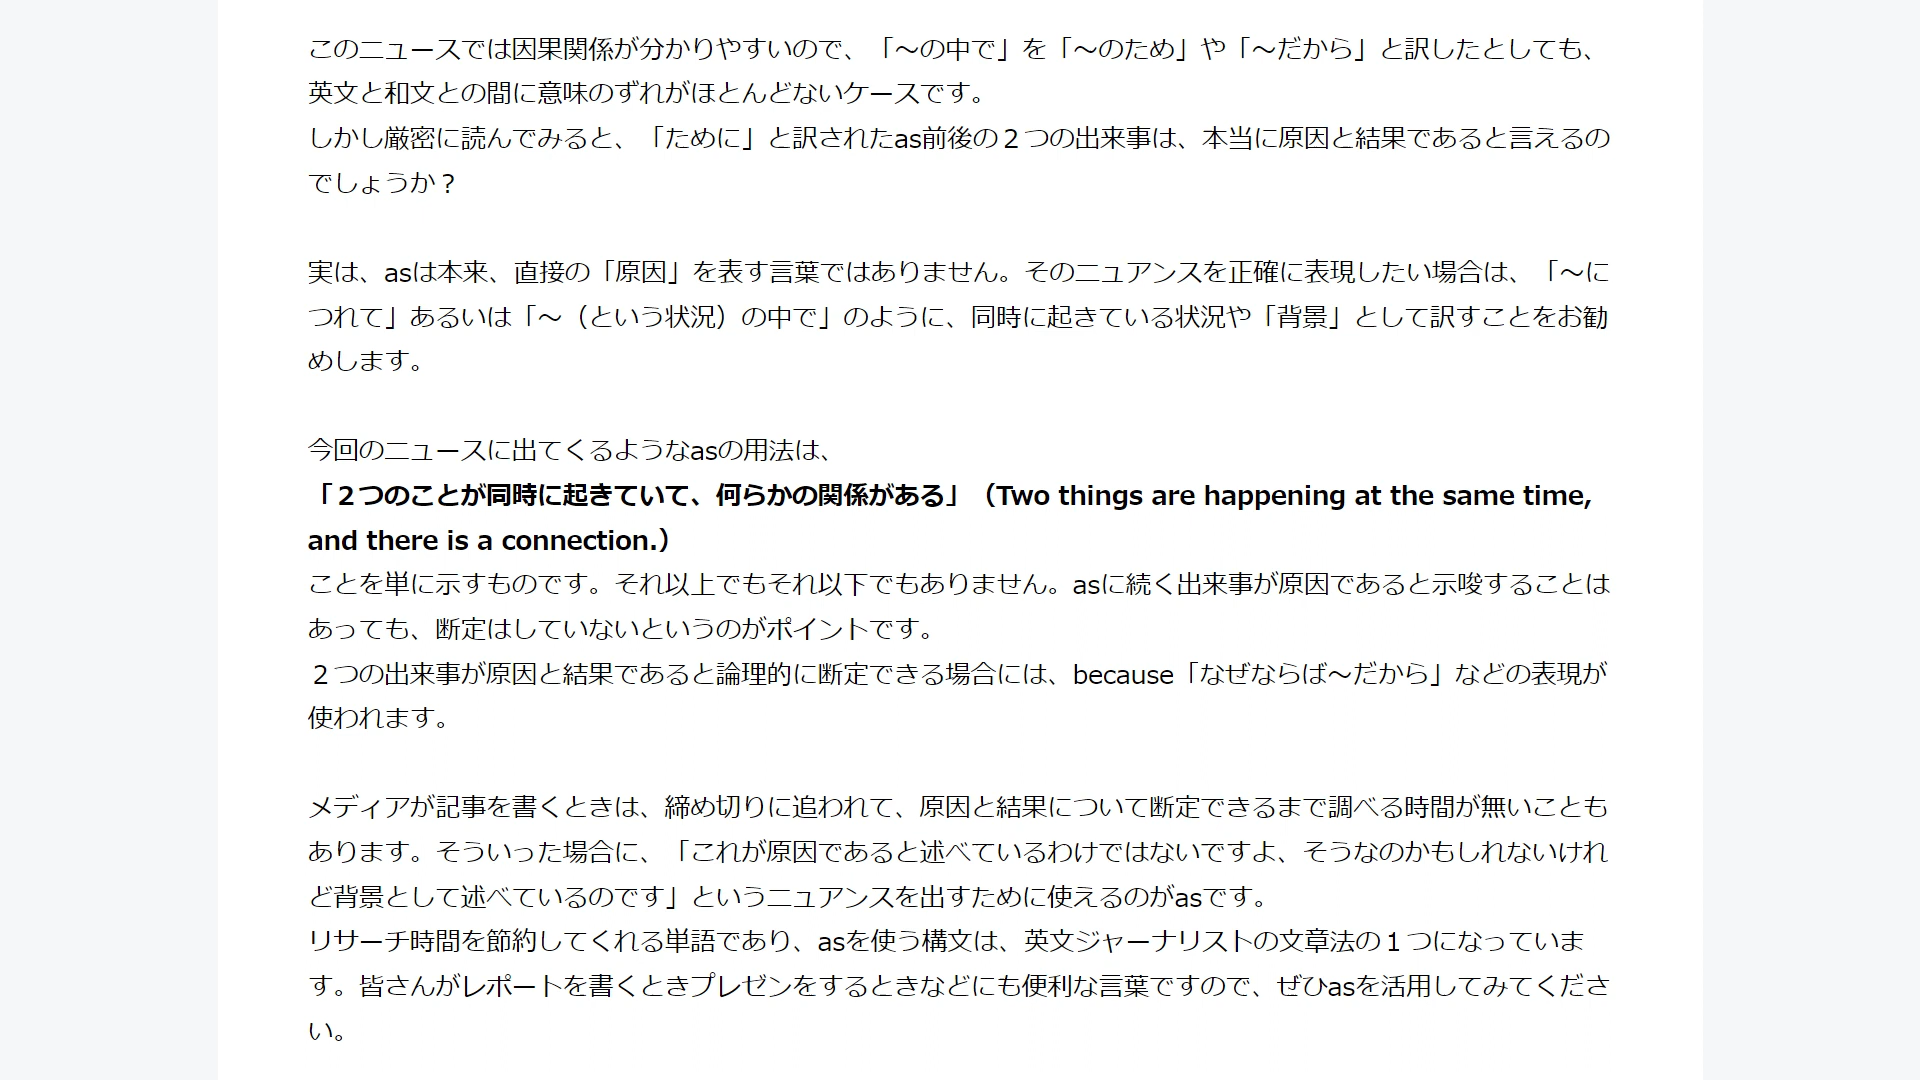 このニュースでは因果関係が分かりやすいので、「～の中で」を「～のため」や「～だから」と訳したとしても、
英文と和文との間に意味のずれがほとんどないケースです。
しかし厳密に読んでみると、「ために」と訳されたas前後の２つの出来事は、本当に原因と結果であると言えるの
でしょうか？
実は、asは本来、直接の「原因」を表す言葉ではありません。そのニュアンスを正確に表現したい場合は、「～に
つれて」あるいは「～（という状況）の中で」のように、同時に起きている状況や「背景」として訳すことをお勧
めします。
今回のニュースに出てくるようなasの用法は、
「２つのことが同時に起きていて、何らかの関係がある」（Two things are happening at the same time,
and there is a connection.）
ことを単に示すものです。それ以上でもそれ以下でもありません。asに続く出来事が原因であると示唆することは
あっても、断定はしていないというのがポイントです。
２つの出来事が原因と結果であると論理的に断定できる場合には、because「なぜならば～だから」などの表現が
使われます。
メディアが記事を書くときは、締め切りに追われて、原因と結果について断定できるまで調べる時間が無いことも
あります。そういった場合に、「これが原因であると述べているわけではないですよ、そうなのかもしれないけれ
ど背景として述べているのです」というニュアンスを出すために使えるのがasです。
リサーチ時間を節約してくれる単語であり、asを使う構文は、英文ジャーナリストの文章法の１つになっていま
す。皆さんがレポートを書くときプレゼンをするときなどにも便利な言葉ですので、ぜひasを活用してみてくださ
い。